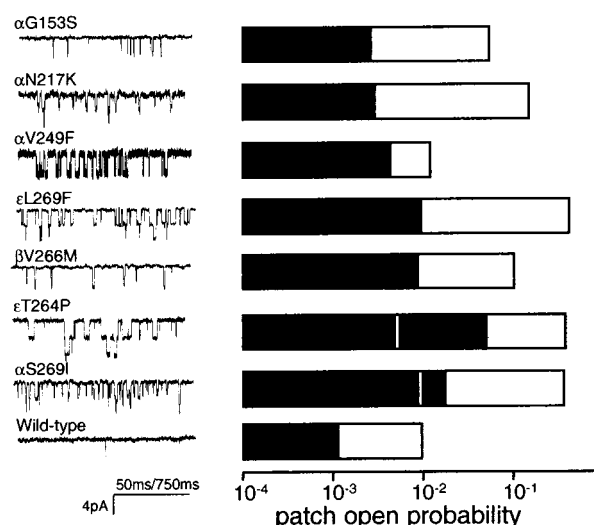 αG153S
αN217K
αV249F
εL269F
βV266M
εT264P
αS269I
Wild-type
50ms/750ms
4pA
10-4 10-3 10-2 10-1
patch open probability